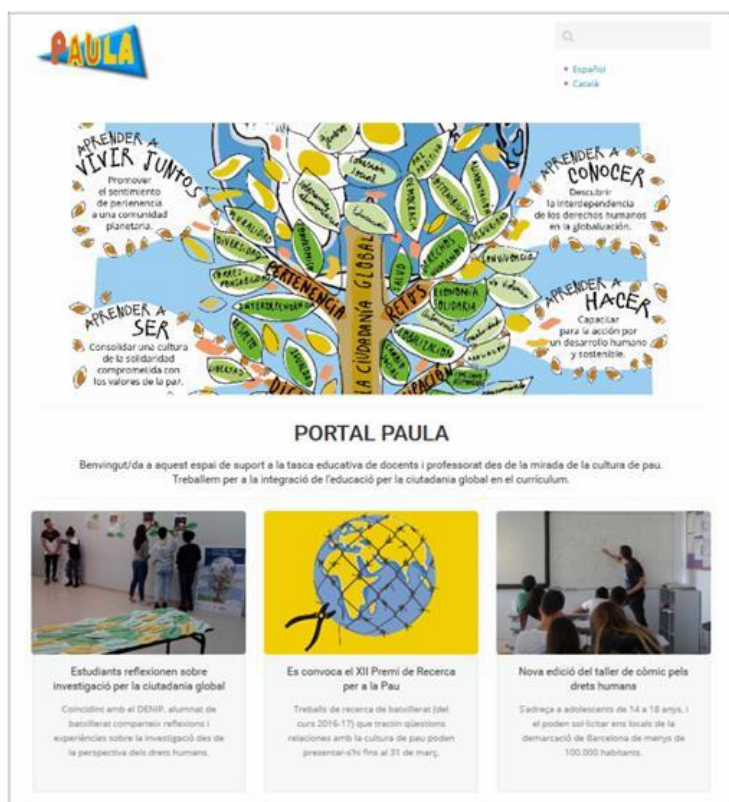 PAULA
Español
Català
APRENDER A
VIVIR JUNTOS
Promover
el sentimiento
de pertenencia
a una comunidad
planetaria.
APRENDER A
CONOCER
Descubrir
la interdependencia
de los derechos humanos
en la globalización.
APRENDER A
SER
Consolidar una cultura
de la solidaridad
comprometida con
los valores de la paz.
APRENDER A
HACER
Capacitar
para la acción por
un desarrollo humano
y sostenible.
PLURALIDAD
DIVERSIDAD
INTERDEPENDENCIA
RESPETO
LIBERTAD
PERTENENCIA
LA CIUDADANÍA GLOBAL
RETOS
SALUD
DERECHOS
HUMANOS
ECONOMÍA
SOLIDARIA
CONVIVENCIA
PORTAL PAULA
Benvingut/da a aquest espai de suport a la tasca educativa de docents i professorat des de la mirada de la cultura de pau.
Treballem per a la integració de l'educació per la ciutadania global en el currículum.
Estudiants reflexionen sobre
investigació per la ciutadania global
Coincidint amb el DENIP, alumnat de
batxillerat comparteix reflexions i
experiències sobre la investigació des de
la perspectiva dels drets humans.
Es convoca el XII Premi de Recerca
per a la Pau
Treballs de recerca de batxillerat (del
curs 2016-17) que tractin qüestions
relaciones amb la cultura de pau poden
presentar-s'hi fins al 31 de març.
Nova edició del taller de còmic pels
drets humans
S'adreça a adolescents de 14 a 18 anys, i
el poden sol·licitar ens locals de la
demarcació de Barcelona de menys de
100.000 habitants.